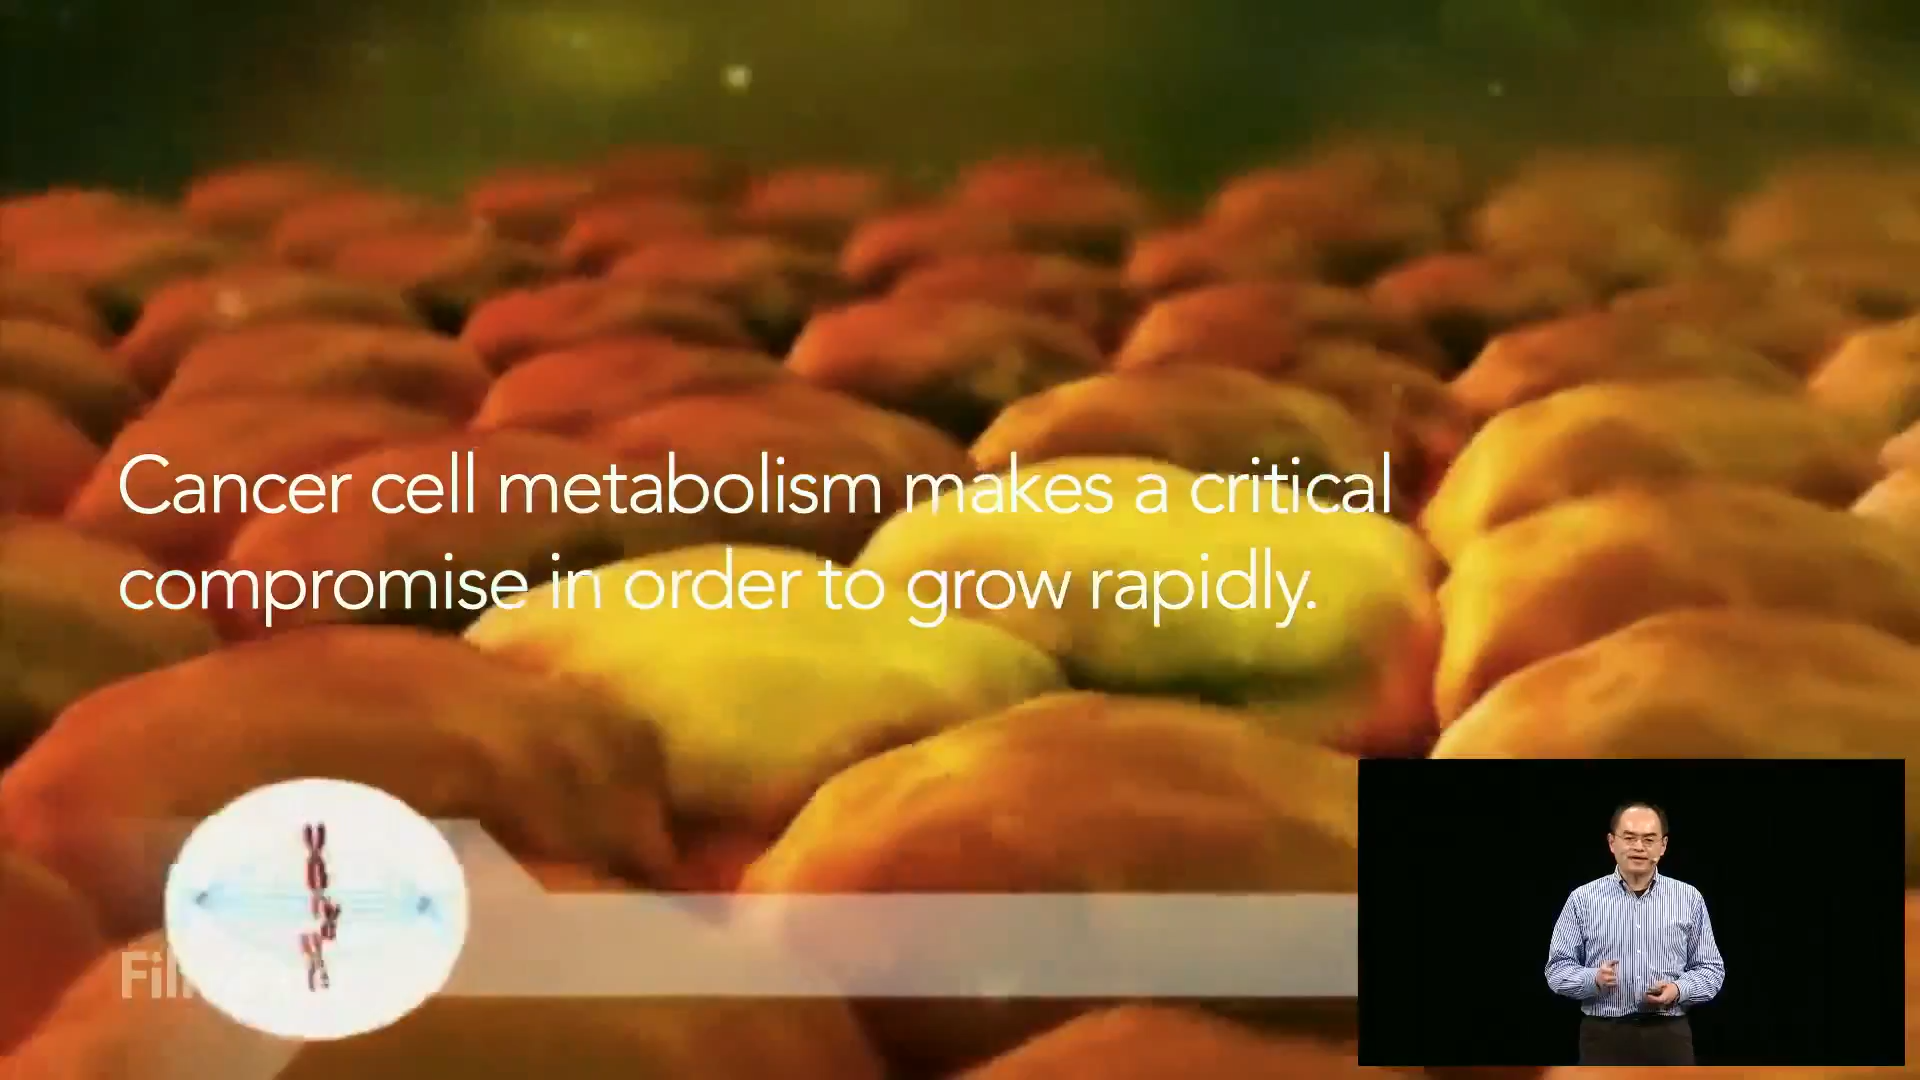 Cancer cell metabolism makes a critical
compromise in order to grow rapidly.